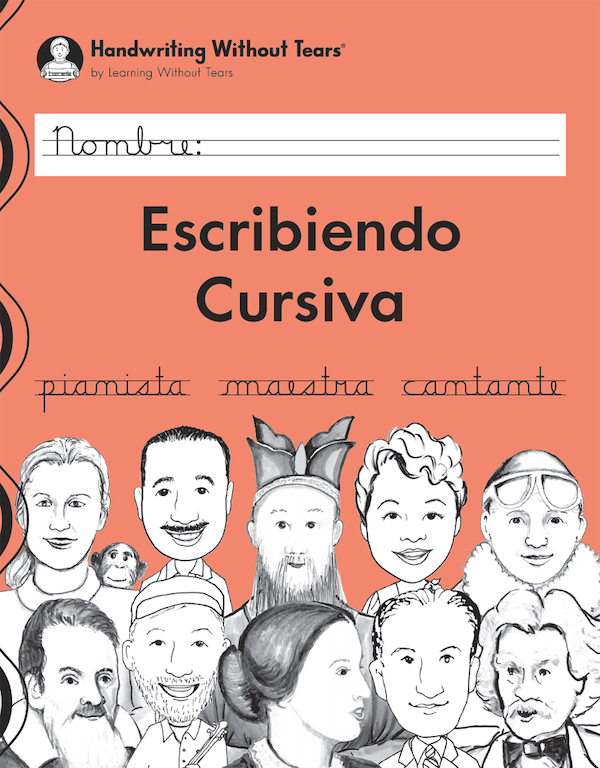 Handwriting Without Tears®
by Learning Without Tears
Nombre:
Escribiendo
Cursiva
pianista maestra cantante